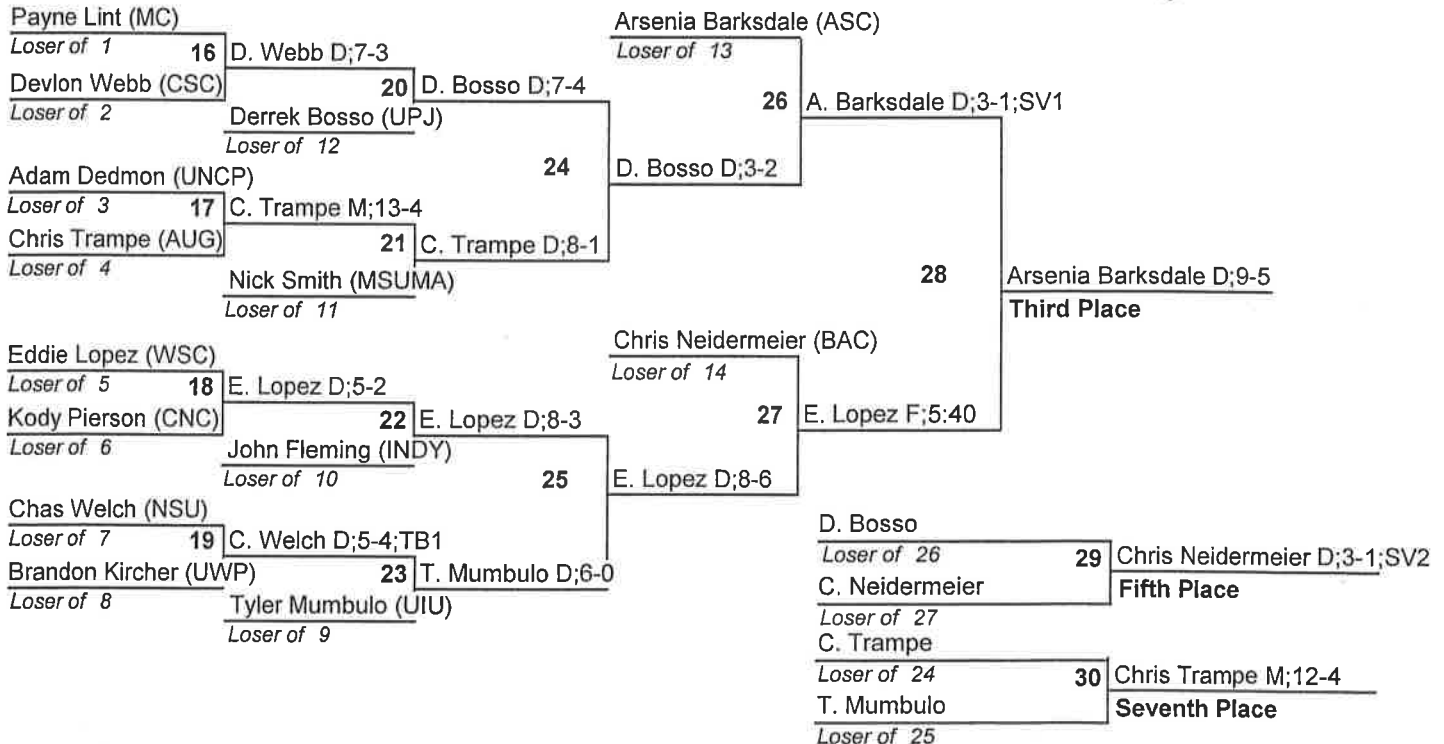 Payne Lint (MC)
Loser of 1
16
D. Webb D;7-3
Devlon Webb (CSC)
Loser of 2
20
D. Bosso D;7-4
Derrek Bosso (UPJ)
Loser of 12
Adam Dedmon (UNCP)
Loser of 3
17
C. Trampe M;13-4
Chris Trampe (AUG)
Loser of 4
21
C. Trampe D;8-1
Nick Smith (MSUMA)
Loser of 11
24
D. Bosso D;3-2
Arsenia Barksdale (ASC)
Loser of 13
26
A. Barksdale D;3-1;SV1
Eddie Lopez (WSC)
Loser of 5
18
E. Lopez D;5-2
Kody Pierson (CNC)
Loser of 6
22
E. Lopez D;8-3
John Fleming (INDY)
Loser of 10
Chas Welch (NSU)
Loser of 7
19
C. Welch D;5-4;TB1
Brandon Kircher (UWP)
Loser of 8
23
T. Mumbulo D;6-0
Tyler Mumbulo (UIU)
Loser of 9
25
E. Lopez D;8-6
Chris Neidermeier (BAC)
Loser of 14
27
E. Lopez F;5:40
28
Arsenia Barksdale D;9-5
Third Place
D. Bosso
Loser of 26
29
Chris Neidermeier D;3-1;SV2
C. Neidermeier
Fifth Place
Loser of 27
C. Trampe
Loser of 24
30
Chris Trampe M;12-4
T. Mumbulo
Seventh Place
Loser of 25